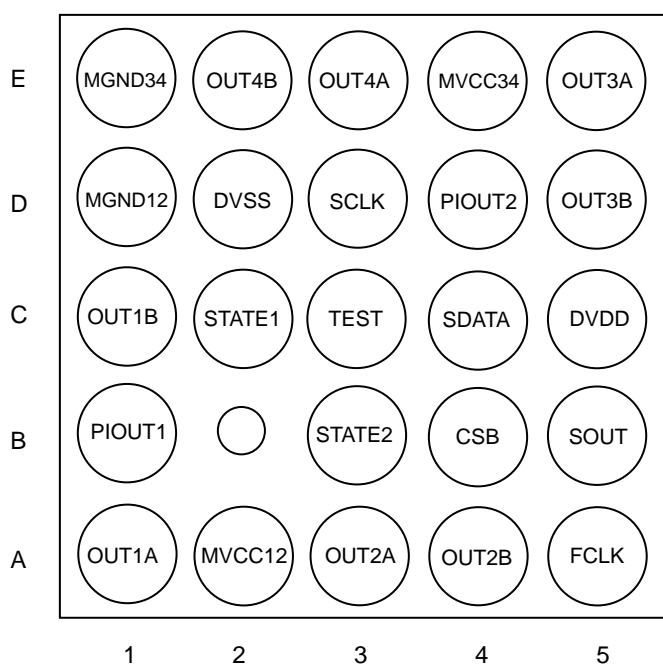 E MGND34 OUT4B OUT4A MVCC34 OUT3A
D MGND12 DVSS SCLK PIOUT2 OUT3B
C OUT1B STATE1 TEST SDATA DVDD
B PIOUT1 STATE2 CSB SOUT
A OUT1A MVCC12 OUT2A OUT2B FCLK
1 2 3 4 5